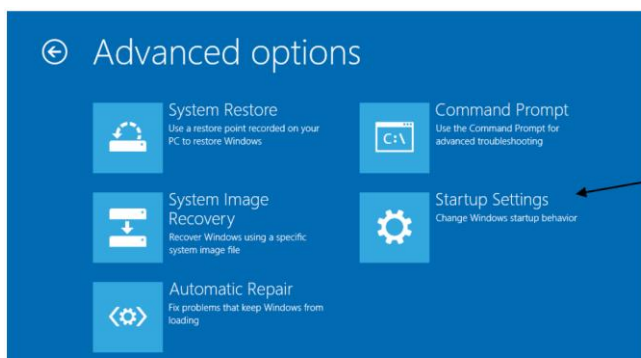 Advanced options
System Restore
Use a restore point recorded on your
PC to restore Windows
System Image
Recovery
Recover Windows using a specific
system image file
Automatic Repair
Fix problems that keep Windows from
loading
C:\
Command Prompt
Use the Command Prompt for
advanced troubleshooting
Startup Settings
Change Windows startup behavior